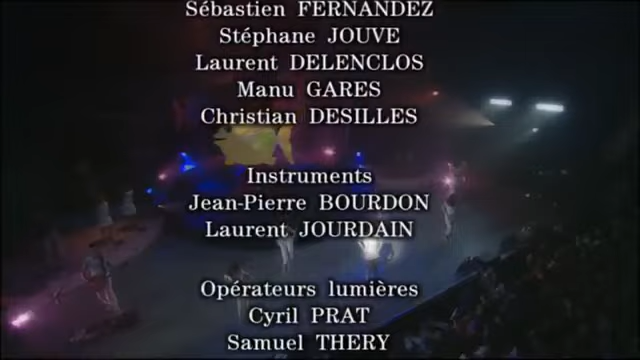 Sébastien FERNANDEZ
Stéphane JOUVE
Laurent DELENCLOS
Manu GARES
Christian DESILLES
Instruments
Jean-Pierre BOURDON
Laurent JOURDAIN
Opérateurs lumières
Cyril PRAT
Samuel THERY